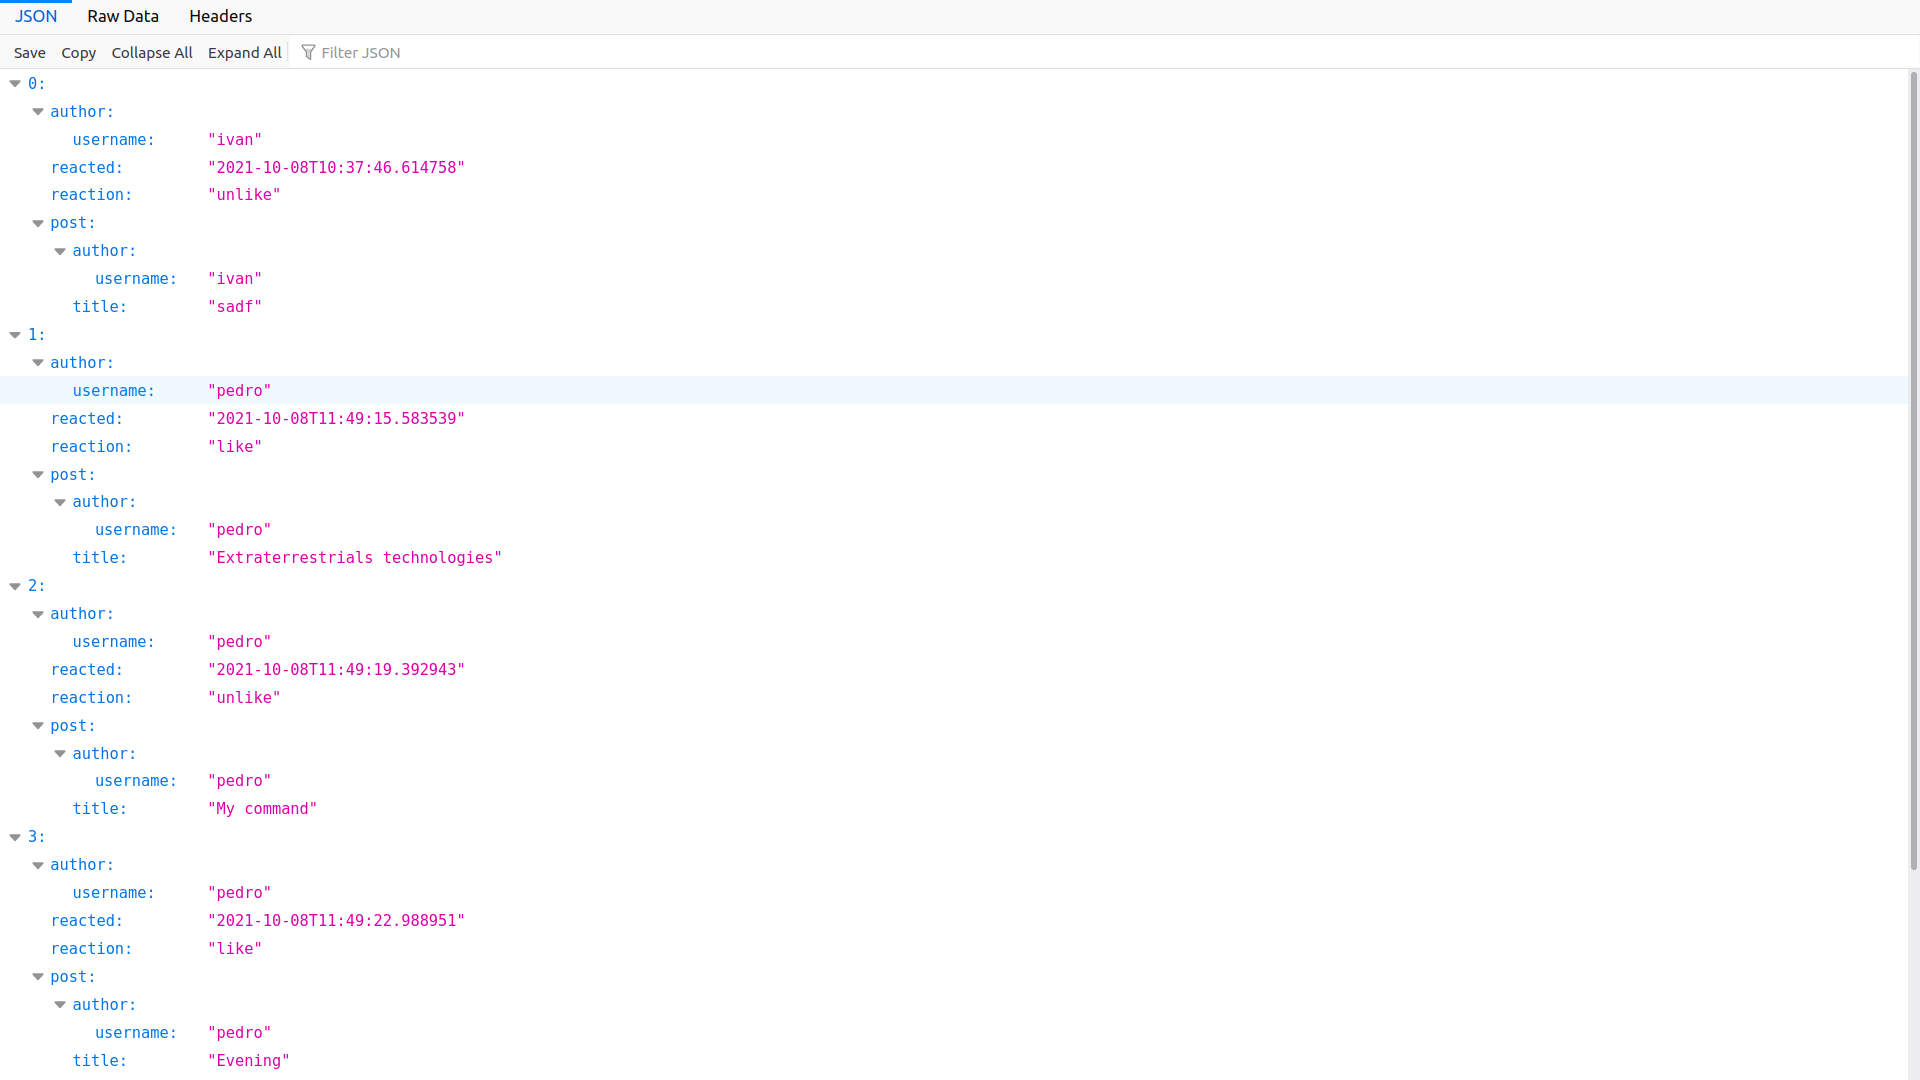 JSON Raw Data Headers
Save Copy Collapse All Expand All Filter JSON
0:
author:
username: "ivan"
reacted: "2021-10-08T10:37:46.614758"
reaction: "unlike"
post:
author:
username: "ivan"
title: "sadf"
1:
author:
username: "pedro"
reacted: "2021-10-08T11:49:15.583539"
reaction: "like"
post:
author:
username: "pedro"
title: "Extraterrestrials technologies"
2:
author:
username: "pedro"
reacted: "2021-10-08T11:49:19.392943"
reaction: "unlike"
post:
author:
username: "pedro"
title: "My command"
3:
author:
username: "pedro"
reacted: "2021-10-08T11:49:22.988951"
reaction: "like"
post:
author:
username: "pedro"
title: "Evening"